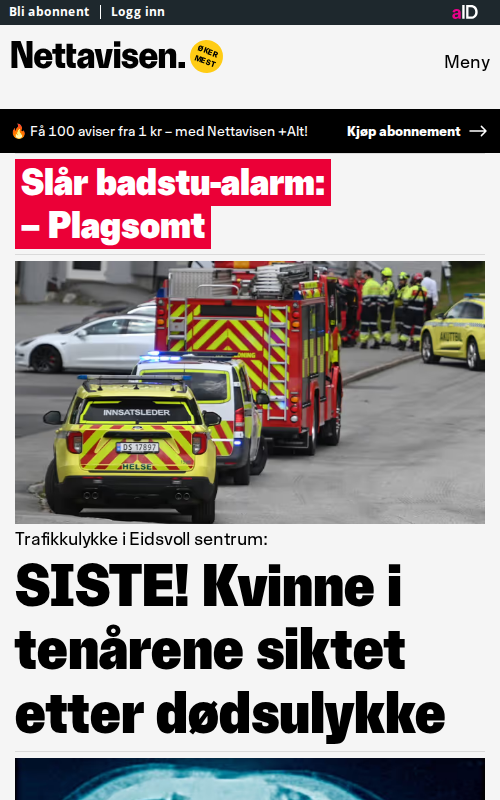 Bli abonnent
Logg inn
aID
Nettavisen.
ØKER
MEST
Meny
🔥 Få 100 aviser fra 1 kr – med Nettavisen +Alt!
Kjøp abonnement →
Slår badstu-alarm:
– Plagsomt
INNSATSLEDER
DS 17897
HELSE
AKUTTBIL
Trafikkulykke i Eidsvoll sentrum:
SISTE! Kvinne i
tenårene siktet
etter dødsulykke